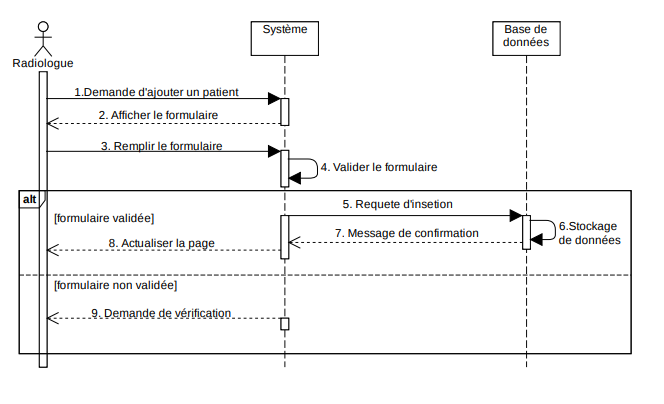 Système
Base de
données
Radiologue
1.Demande d'ajouter un patient
2. Afficher le formulaire
3. Remplir le formulaire
4. Valider le formulaire
alt
5. Requete d'insetion
[formulaire validée]
6.Stockage
de données
7. Message de confirmation
8. Actualiser la page
[formulaire non validée]
9. Demande de vérification